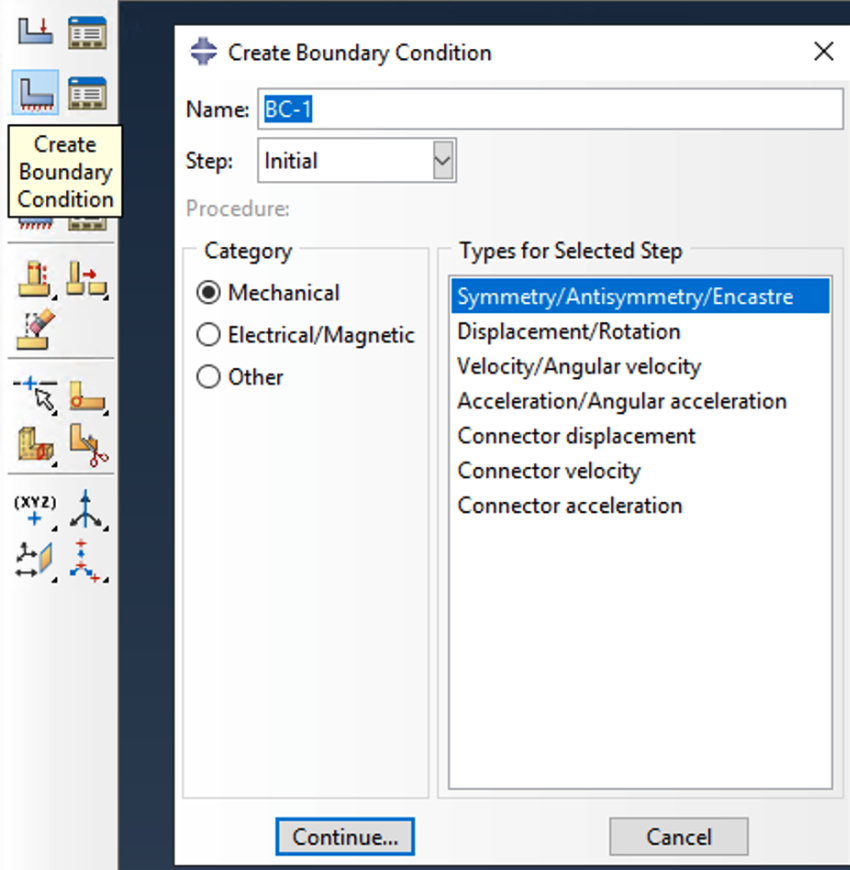 Create Boundary Condition
Name: BC-1
Step: Initial
Procedure:
Create
Boundary
Condition
Category
Mechanical
Electrical/Magnetic
Other
Types for Selected Step
Symmetry/Antisymmetry/Encastre
Displacement/Rotation
Velocity/Angular velocity
Acceleration/Angular acceleration
Connector displacement
Connector velocity
Connector acceleration
(XYZ)
Continue...
Cancel